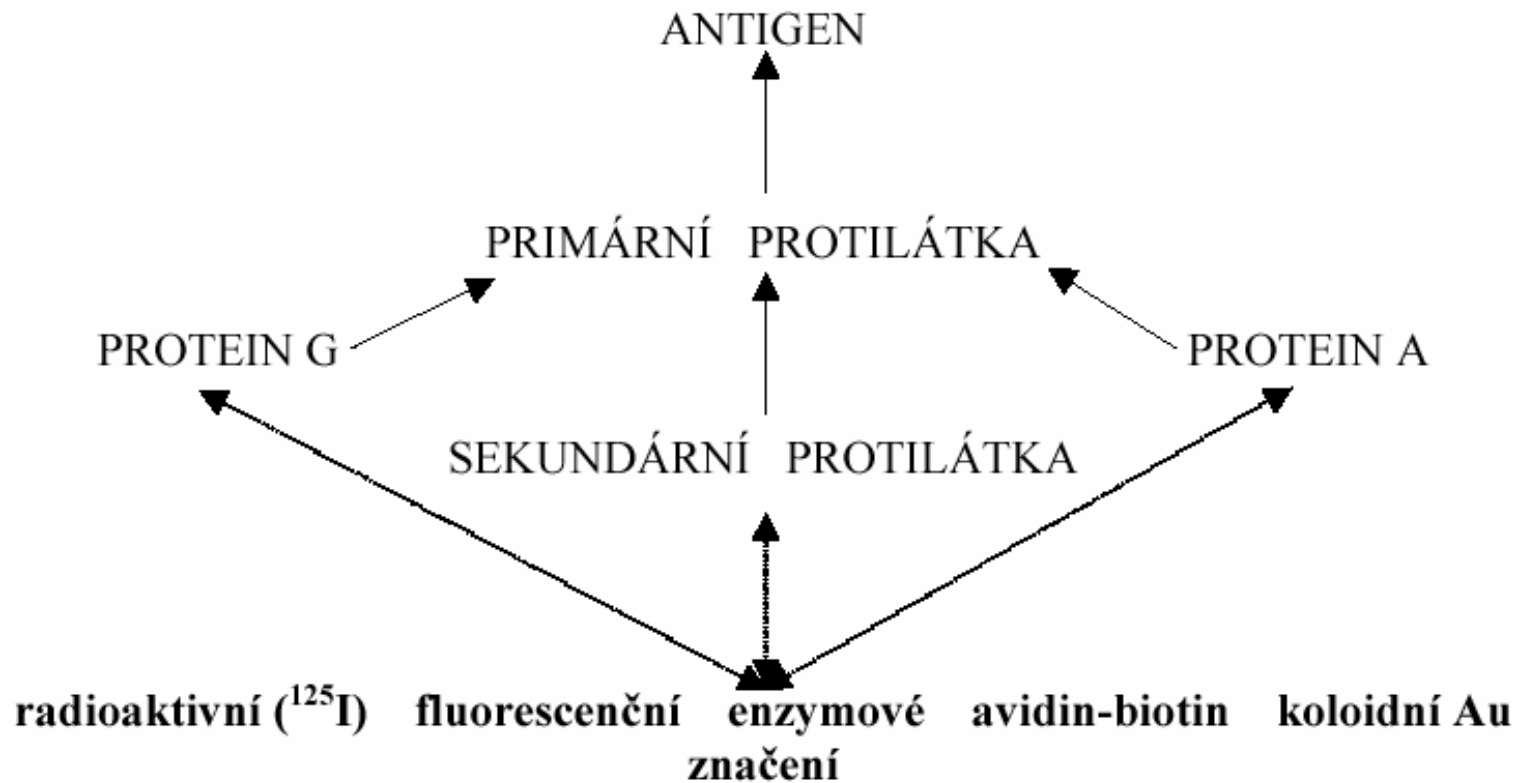 ANTIGEN
PRIMÁRNÍ PROTILÁTKA
PROTEIN G
PROTEIN A
SEKUNDÁRNÍ PROTILÁTKA
radioaktivní (¹²⁵I) fluorescenční enzymové avidin-biotin koloidní Au
značení